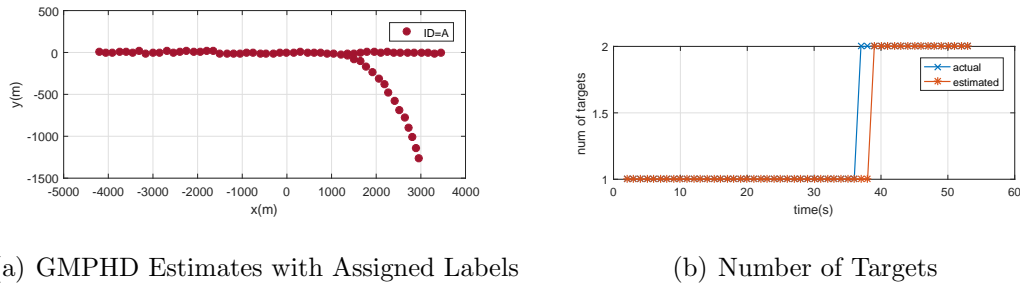 500
0
-500
-1000
-1500
y(m)
-5000 -4000 -3000 -2000 -1000 0 1000 2000 3000 4000
x(m)
ID=A
2
1.5
1
num of targets
0 10 20 30 40 50 60
time(s)
actual
estimated
a) GMPHD Estimates with Assigned Labels
(b) Number of Targets